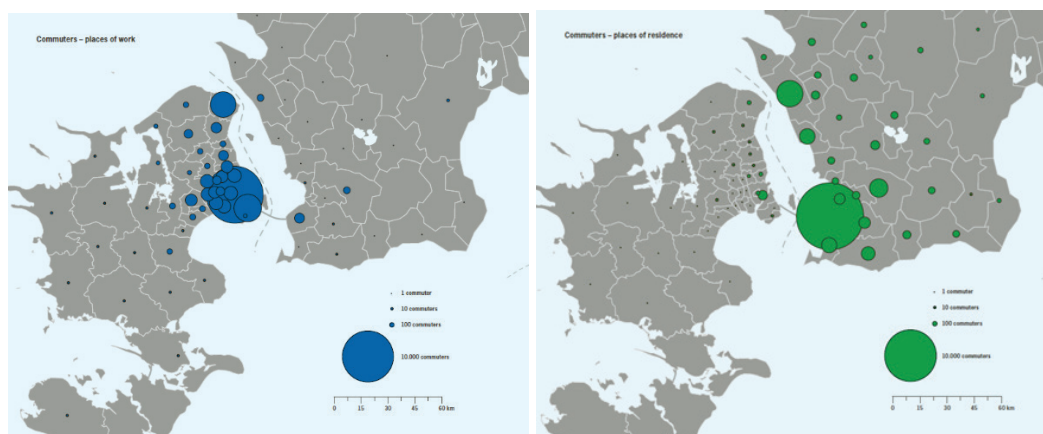 Commuters – places of work
1 commuter
10 commuters
100 commuters
10.000 commuters
0 15 30 45 60 km
Commuters – places of residence
1 commuter
10 commuters
100 commuters
10.000 commuters
0 15 30 45 60 km